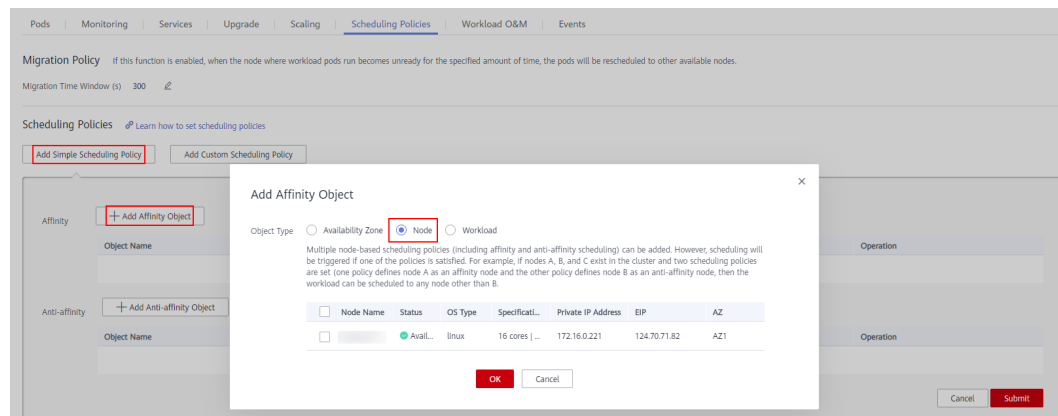 Pods Monitoring Services Upgrade Scaling Scheduling Policies Workload O&M Events
Migration Policy If this function is enabled, when the node where workload pods run becomes unready for the specified amount of time, the pods will be rescheduled to other available nodes.
Migration Time Window (s) 300
Scheduling Policies Learn how to set scheduling policies
Add Simple Scheduling Policy Add Custom Scheduling Policy
Affinity + Add Affinity Object
Object Name Operation
Anti-affinity + Add Anti-affinity Object
Object Name Operation
Cancel Submit
Add Affinity Object ×
Object Type Availability Zone Node Workload
Multiple node-based scheduling policies (including affinity and anti-affinity scheduling) can be added. However, scheduling will
be triggered if one of the policies is satisfied. For example, if nodes A, B, and C exist in the cluster and two scheduling policies
are set (one policy defines node A as an affinity node and the other policy defines node B as an anti-affinity node, then the
workload can be scheduled to any node other than B.
Node Name Status OS Type Specificati... Private IP Address EIP AZ
Avail... linux 16 cores | ... 172.16.0.221 124.70.71.82 AZ1
OK Cancel